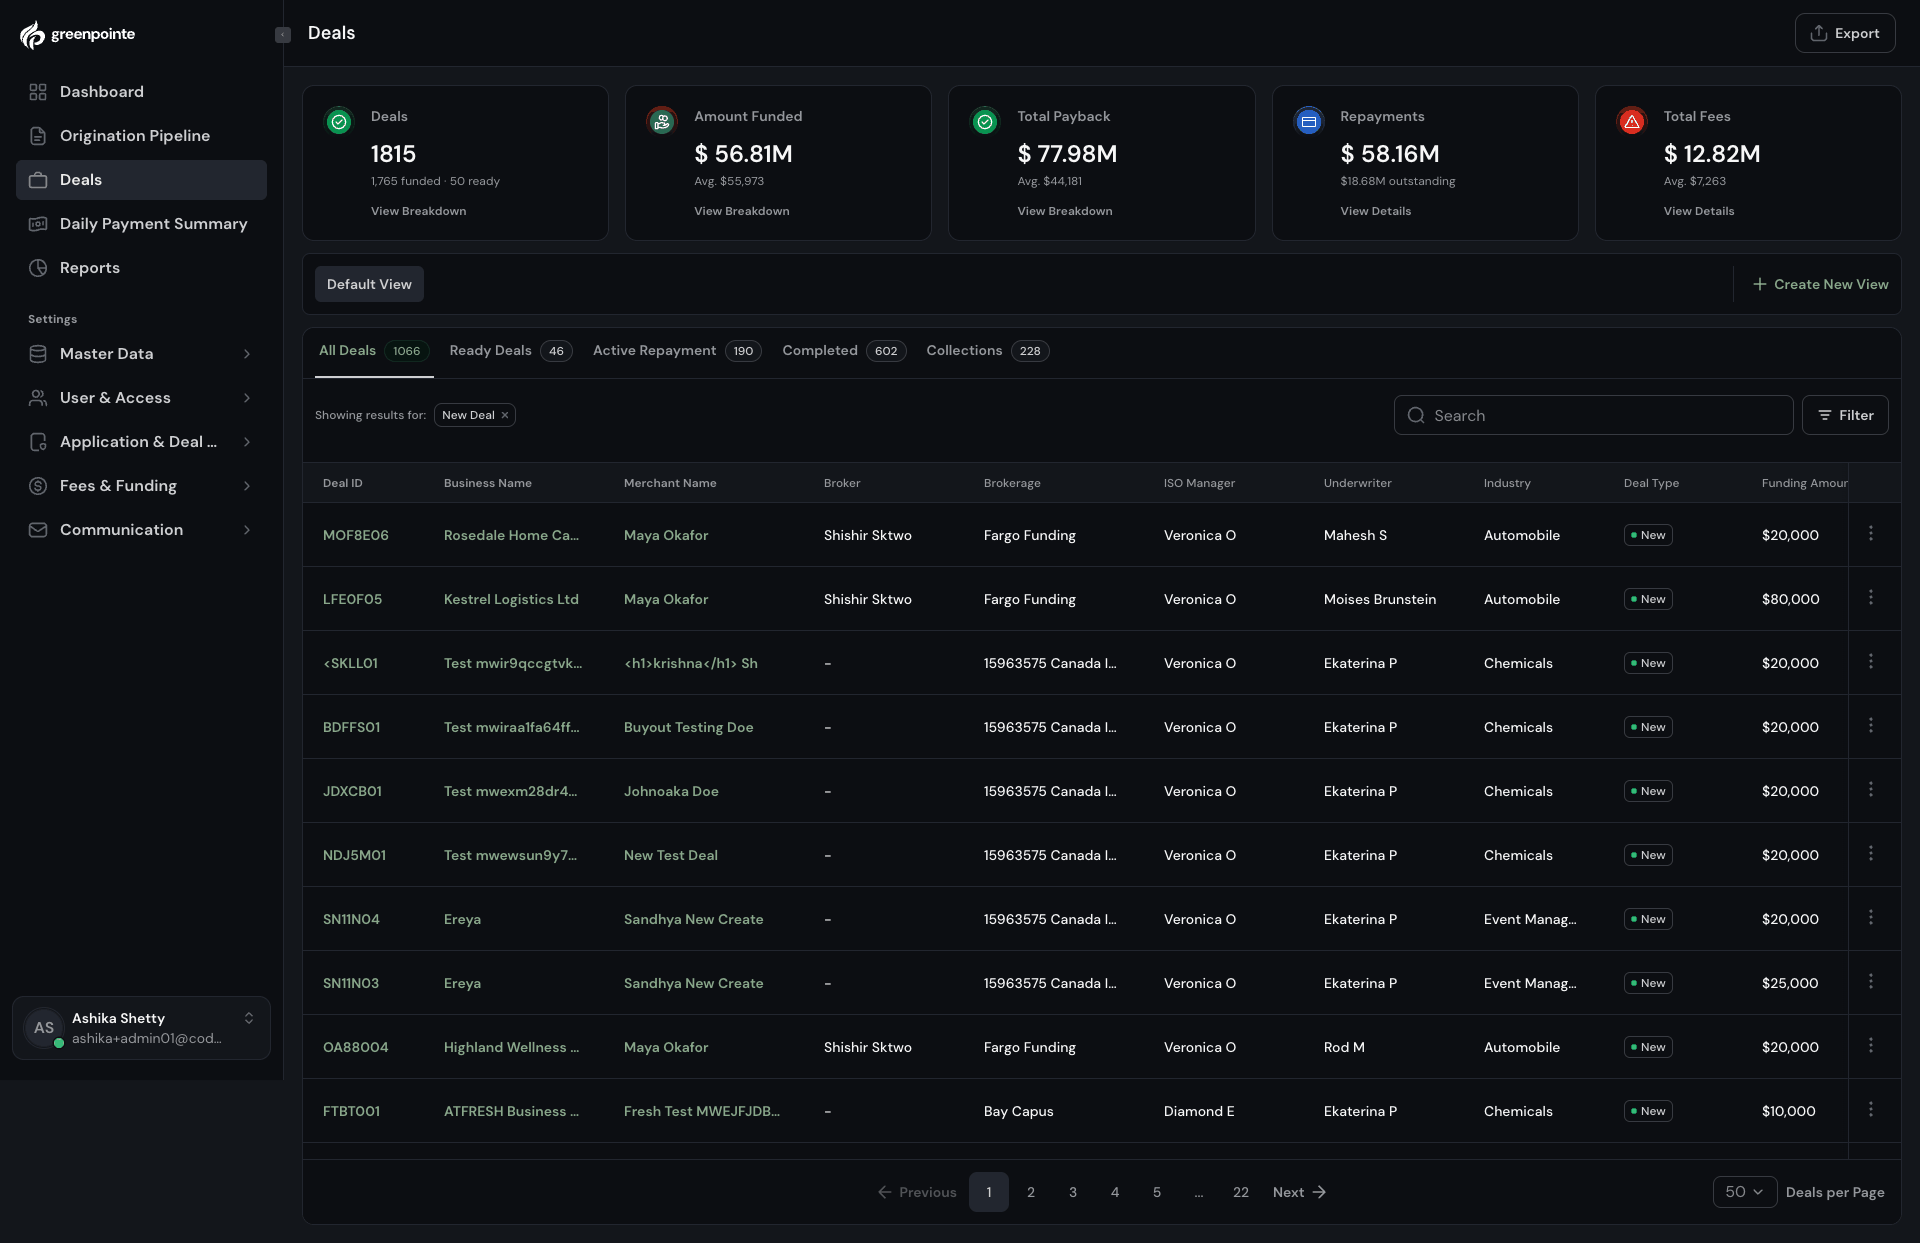 greenpointe
Deals
Export
Dashboard
Origination Pipeline
Deals
Daily Payment Summary
Reports
Settings
Master Data
User & Access
Application & Deal ...
Fees & Funding
Communication
AS
Ashika Shetty
ashika+admin01@cod...
Deals
1815
1,765 funded · 50 ready
View Breakdown
Amount Funded
$ 56.81M
Avg. $55,973
View Breakdown
Total Payback
$ 77.98M
Avg. $44,181
View Breakdown
Repayments
$ 58.16M
$18.68M outstanding
View Details
Total Fees
$ 12.82M
Avg. $7,263
View Details
Default View
Create New View
All Deals 1066 Ready Deals 46 Active Repayment 190 Completed 602 Collections 228
Showing results for: New Deal ×
Search
Filter
Deal ID Business Name Merchant Name Broker Brokerage ISO Manager Underwriter Industry Deal Type Funding Amoun
MOF8E06 Rosedale Home Ca... Maya Okafor Shishir Sktwo Fargo Funding Veronica O Mahesh S Automobile New $20,000
LFE0F05 Kestrel Logistics Ltd Maya Okafor Shishir Sktwo Fargo Funding Veronica O Moises Brunstein Automobile New $80,000
<SKLL01 Test mwir9qccgtvk... <h1>krishna</h1> Sh - 15963575 Canada I... Veronica O Ekaterina P Chemicals New $20,000
BDFFS01 Test mwiraa1fa64ff... Buyout Testing Doe - 15963575 Canada I... Veronica O Ekaterina P Chemicals New $20,000
JDXCB01 Test mwexm28dr4... Johnoaka Doe - 15963575 Canada I... Veronica O Ekaterina P Chemicals New $20,000
NDJ5M01 Test mwewsun9y7... New Test Deal - 15963575 Canada I... Veronica O Ekaterina P Chemicals New $20,000
SN11N04 Ereya Sandhya New Create - 15963575 Canada I... Veronica O Ekaterina P Event Manag... New $20,000
SN11N03 Ereya Sandhya New Create - 15963575 Canada I... Veronica O Ekaterina P Event Manag... New $25,000
OA88004 Highland Wellness ... Maya Okafor Shishir Sktwo Fargo Funding Veronica O Rod M Automobile New $20,000
FTBT001 ATFRESH Business ... Fresh Test MWEJFJDB... - Bay Capus Diamond E Ekaterina P Chemicals New $10,000
Previous 1 2 3 4 5 ... 22 Next
50 Deals per Page